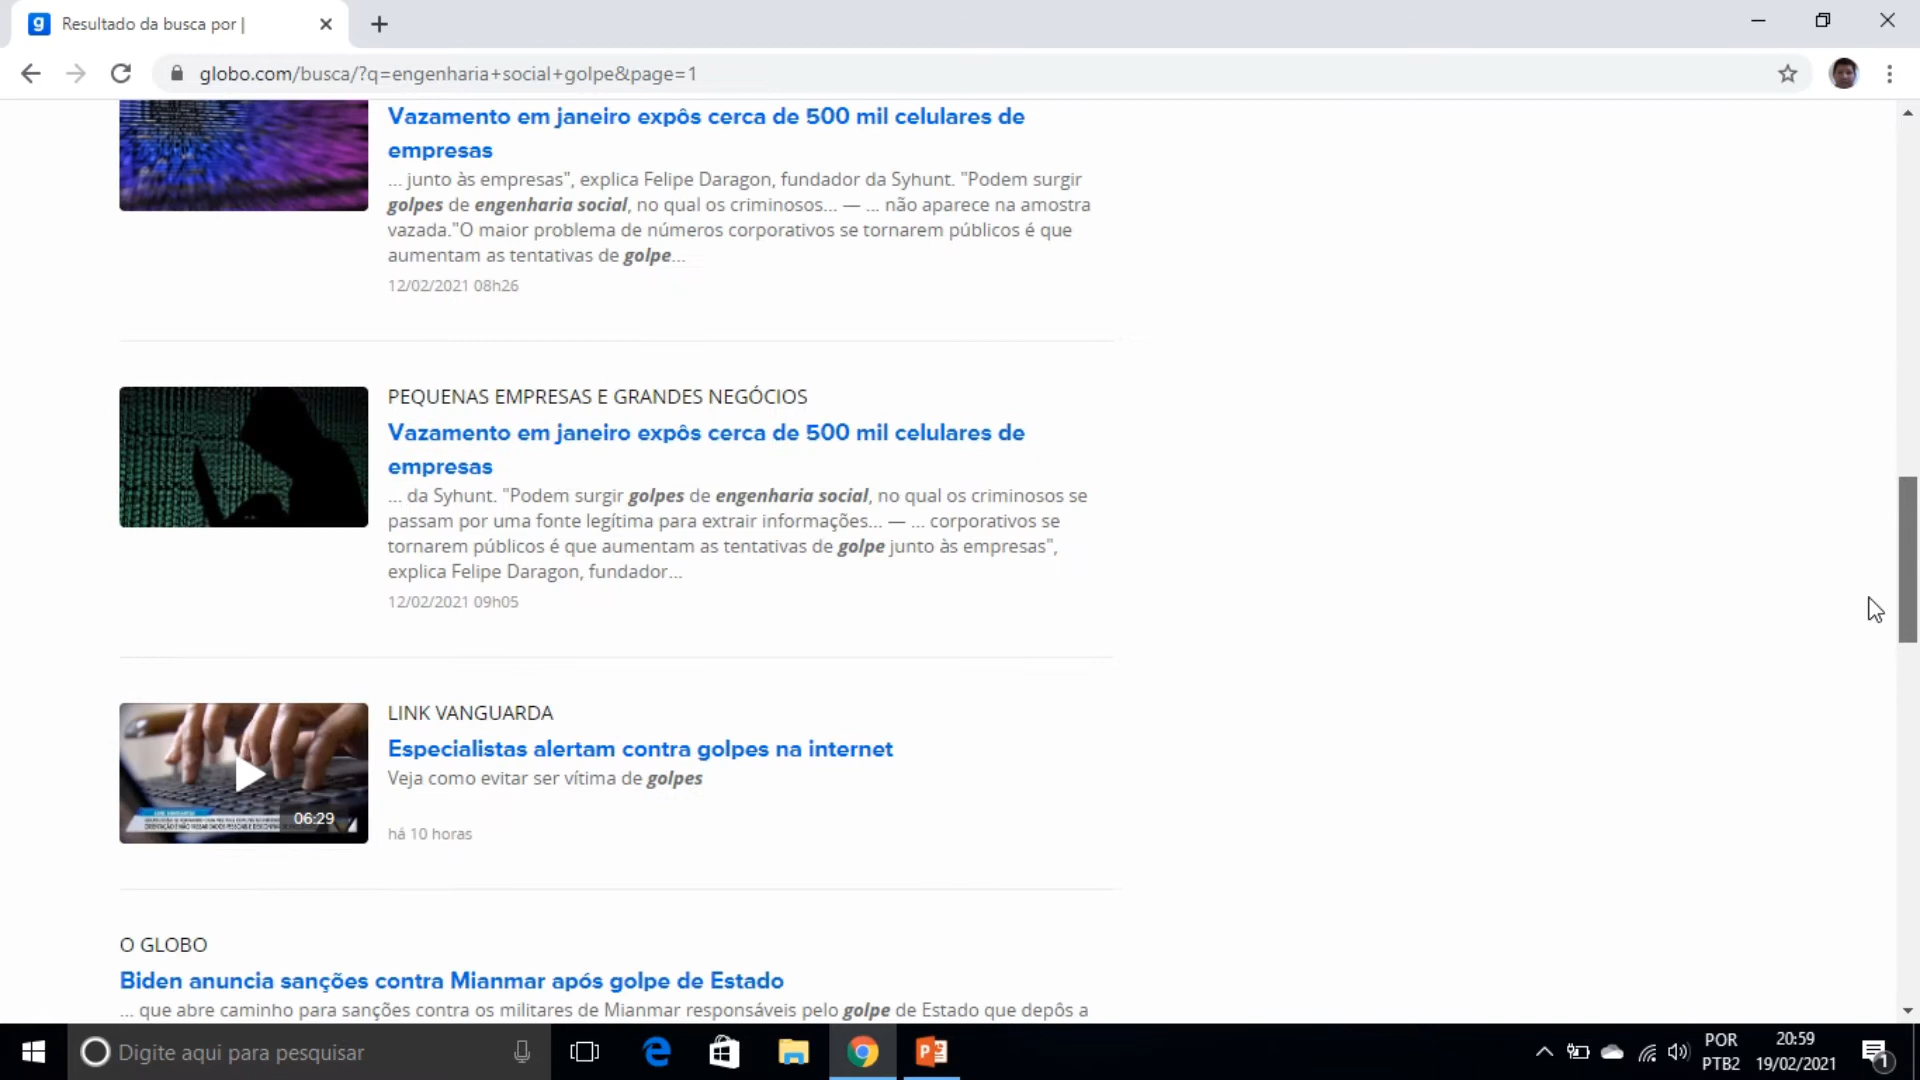 g Resultado da busca por |
globo.com/busca/?q=engenharia+social+golpe&page=1
Vazamento em janeiro expôs cerca de 500 mil celulares de
empresas
... junto às empresas", explica Felipe Daragon, fundador da Syhunt. "Podem surgir
golpes de engenharia social, no qual os criminosos... — ... não aparece na amostra
vazada."O maior problema de números corporativos se tornarem públicos é que
aumentam as tentativas de golpe...
12/02/2021 08h26
PEQUENAS EMPRESAS E GRANDES NEGÓCIOS
Vazamento em janeiro expôs cerca de 500 mil celulares de
empresas
... da Syhunt. "Podem surgir golpes de engenharia social, no qual os criminosos se
passam por uma fonte legítima para extrair informações... — ... corporativos se
tornarem públicos é que aumentam as tentativas de golpe junto às empresas",
explica Felipe Daragon, fundador...
12/02/2021 09h05
LINK VANGUARDA
Especialistas alertam contra golpes na internet
Veja como evitar ser vítima de golpes
06:29
há 10 horas
O GLOBO
Biden anuncia sanções contra Mianmar após golpe de Estado
... que abre caminho para sanções contra os militares de Mianmar responsáveis pelo golpe de Estado que depôs a
Digite aqui para pesquisar
POR
PTB2
20:59
19/02/2021
1